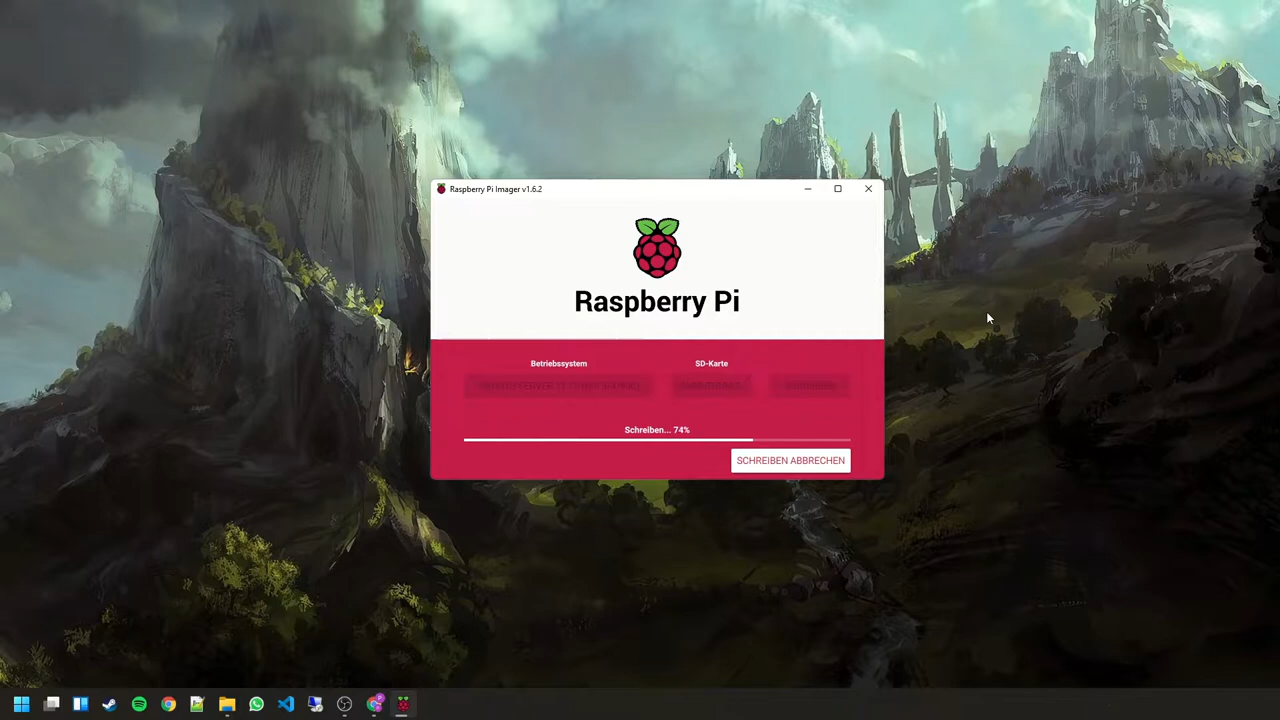 Raspberry Pi Imager v1.6.2
Raspberry Pi
Betriebssystem
SD-Karte
Schreiben... 74%
SCHREIBEN ABBRECHEN